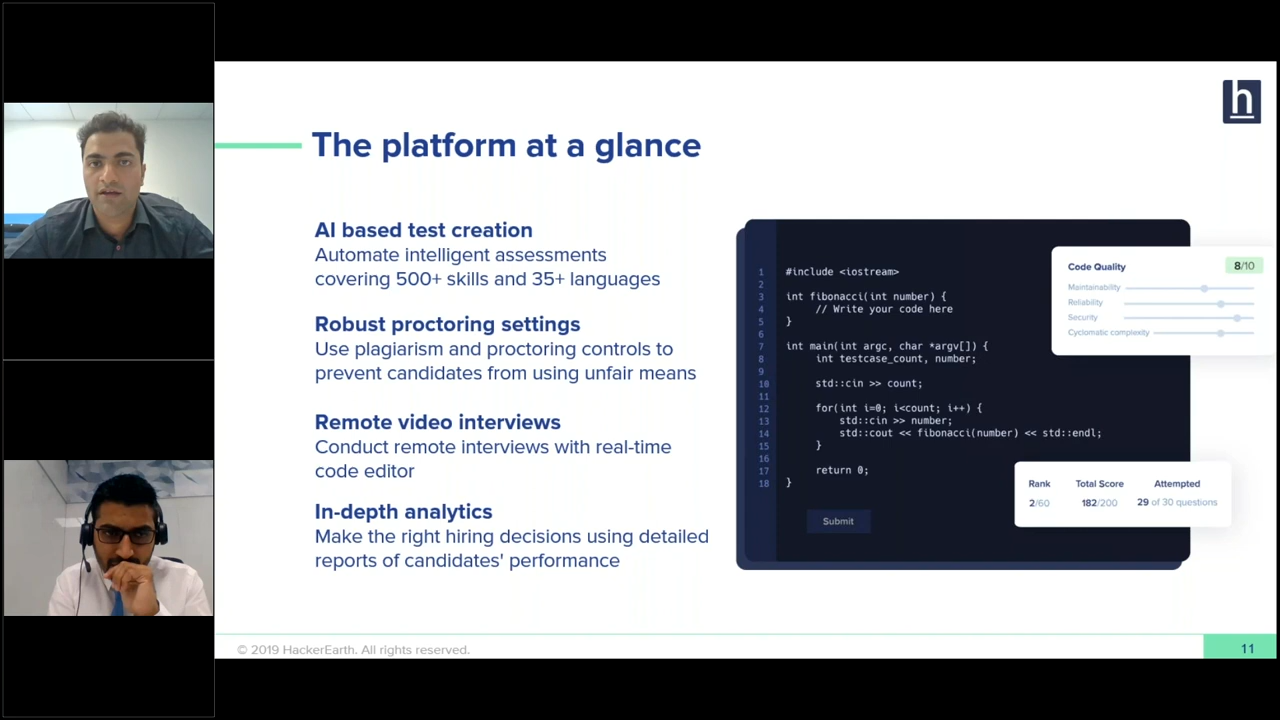 h
The platform at a glance
AI based test creation
Automate intelligent assessments
covering 500+ skills and 35+ languages
Robust proctoring settings
Use plagiarism and proctoring controls to
prevent candidates from using unfair means
Remote video interviews
Conduct remote interviews with real-time
code editor
In-depth analytics
Make the right hiring decisions using detailed
reports of candidates' performance
1 #include <iostream>
2
3 int fibonacci(int number) {
4 // Write your code here
5 }
6
7 int main(int argc, char *argv[]) {
8 int testcase_count, number;
9
10 std::cin >> count;
11
12 for(int i=0; i<count; i++) {
13 std::cin >> number;
14 std::cout << fibonacci(number) << std::endl;
15 }
16
17 return 0;
18 }
Submit
Code Quality 8/10
Maintainability
Reliability
Security
Cyclomatic complexity
Rank Total Score Attempted
2/60 182/200 29 of 30 questions
© 2019 HackerEarth. All rights reserved.
11